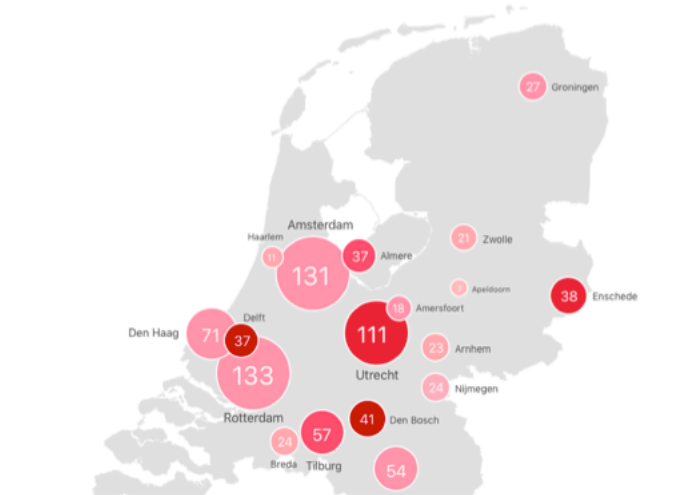 27 Groningen
Amsterdam
Haarlem
21 Zwolle
37 Almere
11
131
Apeldoorn
38 Enschede
18 Amersfoort
Delft
Den Haag 71
37
111
23 Arnhem
133
Utrecht
24 Nijmegen
Rotterdam
41 Den Bosch
57
24
Breda Tilburg
54